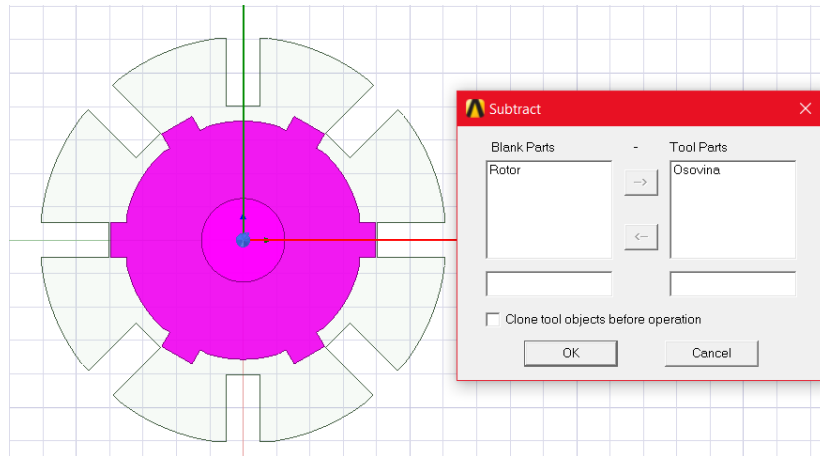 Subtract
Blank Parts - Tool Parts
Rotor Osovina
-->
<--
Clone tool objects before operation
OK Cancel